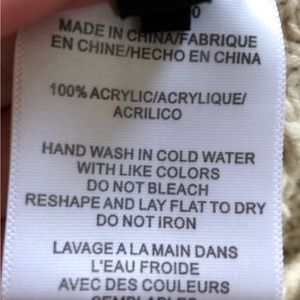 0
MADE IN CHINA/FABRIQUE
EN CHINE/HECHO EN CHINA
100% ACRYLIC/ACRYLIQUE/
ACRILICO
HAND WASH IN COLD WATER
WITH LIKE COLORS
DO NOT BLEACH
RESHAPE AND LAY FLAT TO DRY
DO NOT IRON
LAVAGE A LA MAIN DANS
L'EAU FROIDE
AVEC DES COULEURS
SEMBLABLES